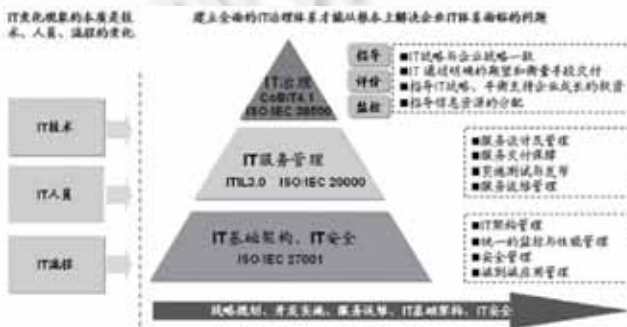 IT变化现象的本质是技
术、人员、流程的变化
建立全面的IT治理体系才能从根本上解决企业IT体系面临的问题
IT技术
IT人员
IT流程
IT治理
CoBIT4.1
ISO/IEC 38500
IT服务管理
ITIL3.0 ISO/IEC 20000
IT基础架构、IT安全
ISO/IEC 27001
指导
评价
监控
■IT战略与企业战略一致
■IT 通过明确的期望和衡量手段交付
■指导IT战略、平衡支持企业成长的投资
■指导信息资源的分配
■服务设计及管理
■服务交付保障
■实施测试与发布
■服务运维管理
■IT架构管理
■统一的监控与性能管理
■安全管理
■端到端应用管理
战略规划、开发实施、服务运维、IT基础架构、IT安全